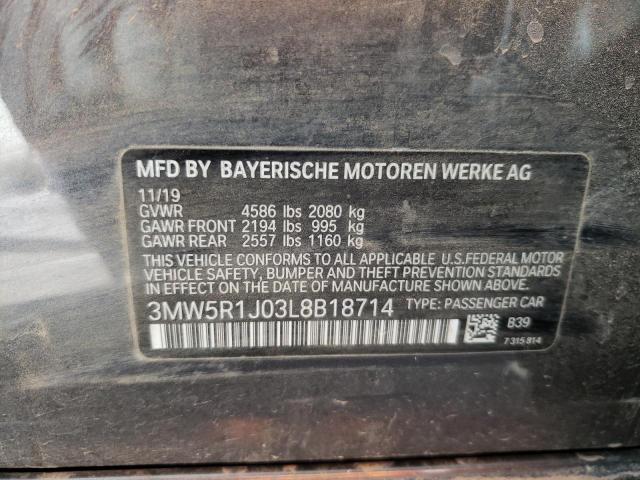 MFD BY BAYERISCHE MOTOREN WERKE AG
11/19
GVWR 4586 lbs 2080 kg
GAWR FRONT 2194 lbs 995 kg
GAWR REAR 2557 lbs 1160 kg
THIS VEHICLE CONFORMS TO ALL APPLICABLE U.S.FEDERAL MOTOR
VEHICLE SAFETY, BUMPER AND THEFT PREVENTION STANDARDS
IN EFFECT ON THE DATE OF MANUFACTURE SHOWN ABOVE.
3MW5R1J03L8B18714 TYPE: PASSENGER CAR
B39
7 315 814